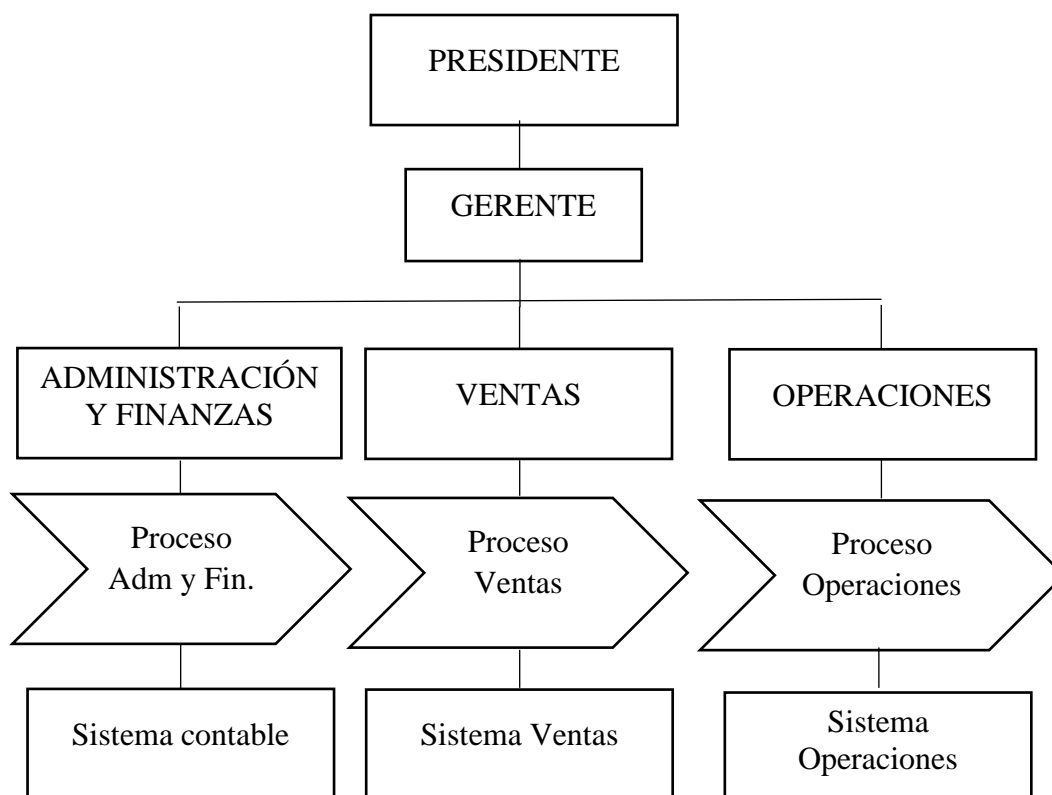 PRESIDENTE
GERENTE
ADMINISTRACIÓN
Y FINANZAS
VENTAS
OPERACIONES
Proceso
Adm y Fin.
Proceso
Ventas
Proceso
Operaciones
Sistema contable
Sistema Ventas
Sistema
Operaciones